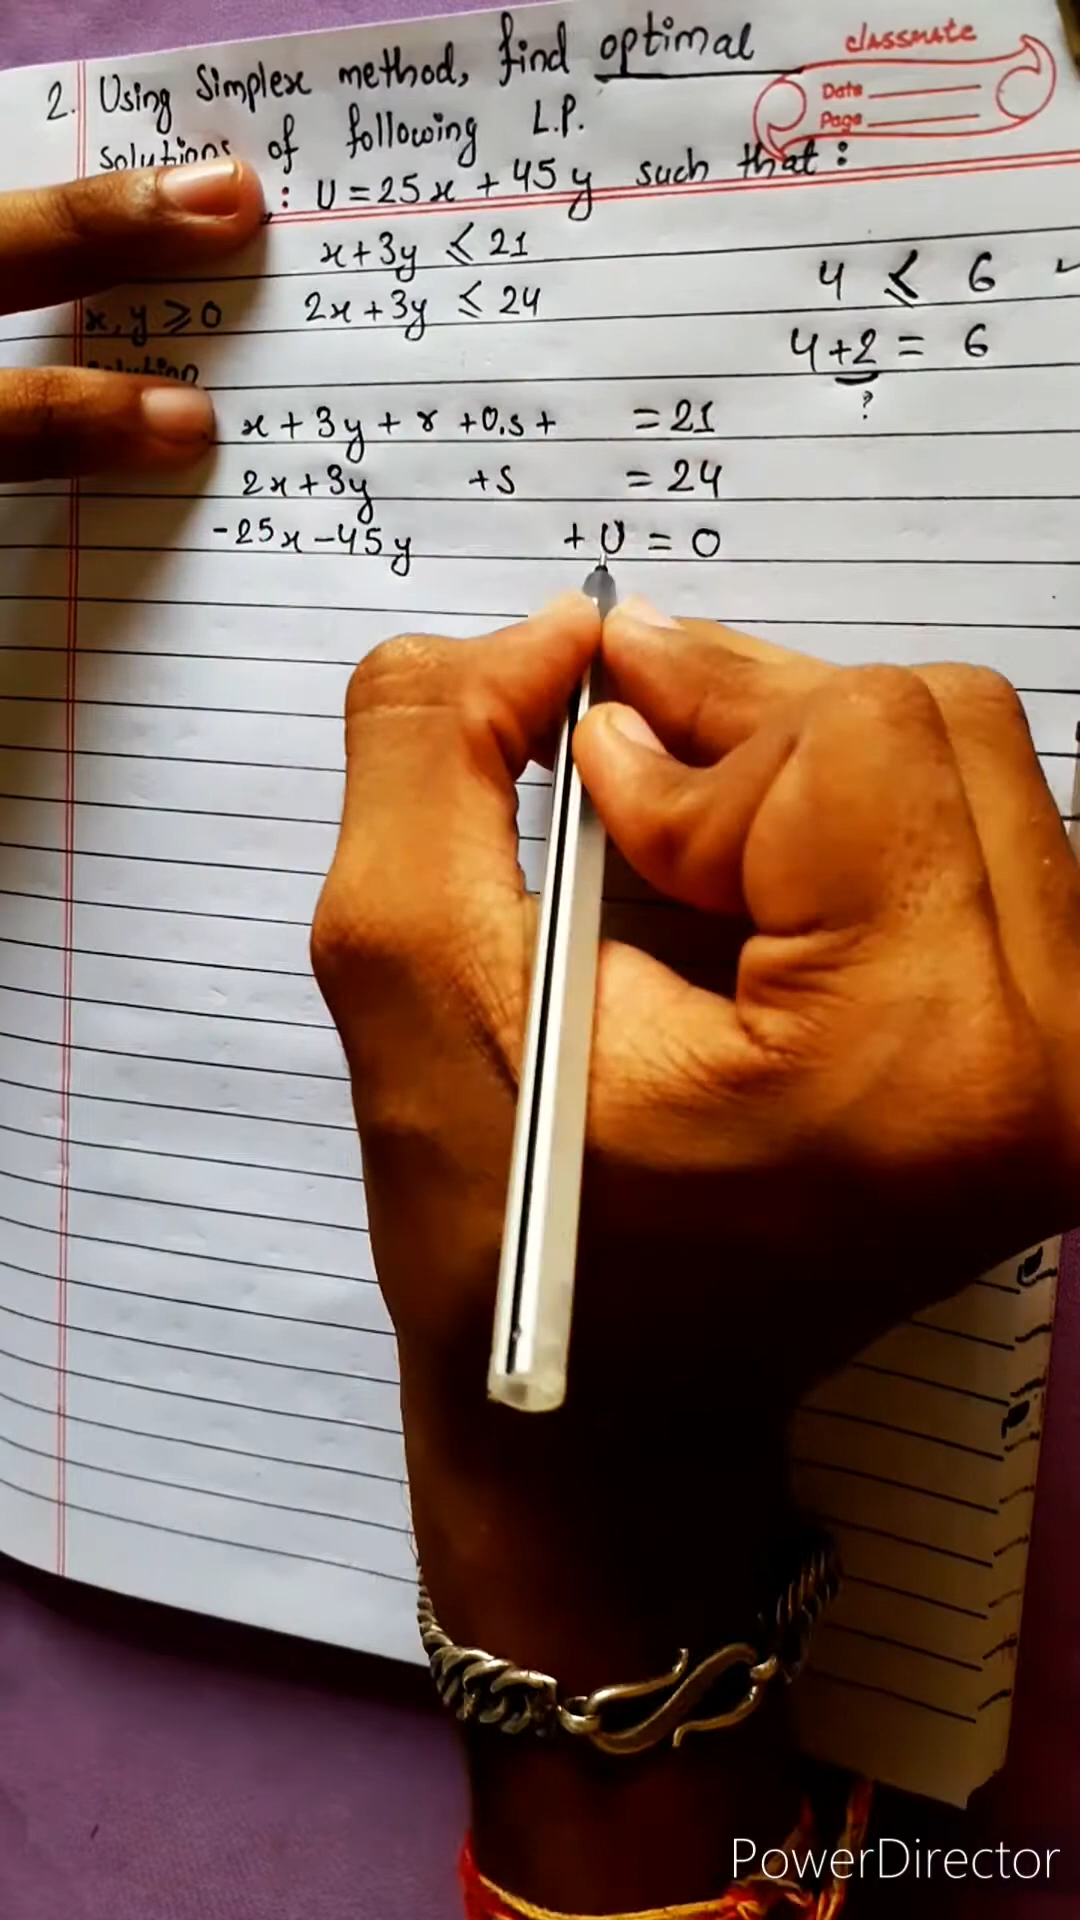 classmate
Date
Page
2. Using Simplex method, find optimal
solutions of following L.P.
: U = 25x + 45y such that :
x + 3y ≤ 21
x, y ≥ 0 2x + 3y ≤ 24
4 ≤ 6
4 + 2 = 6
?
x + 3y + r + 0.s + = 21
2x + 3y + s = 24
-25x - 45y + U = 0
PowerDirector